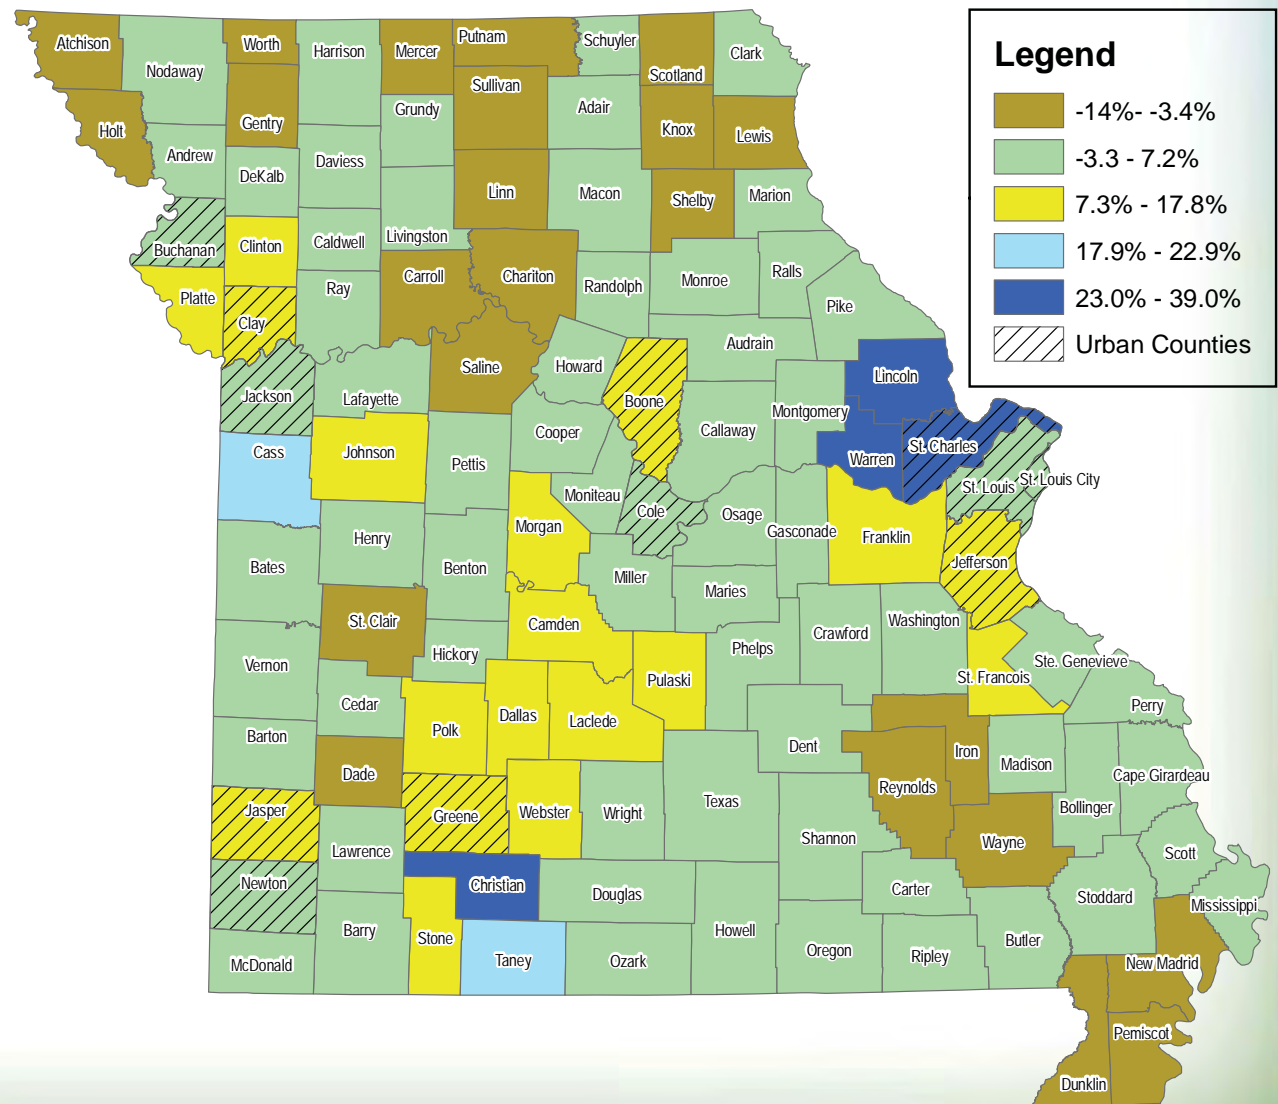 Legend
-14%- -3.4%
-3.3 - 7.2%
7.3% - 17.8%
17.9% - 22.9%
23.0% - 39.0%
Urban Counties
Atchison
Nodaway
Worth
Harrison
Mercer
Putnam
Schuyler
Scotland
Clark
Holt
Andrew
Gentry
DeKalb
Daviess
Grundy
Sullivan
Adair
Knox
Lewis
Linn
Macon
Shelby
Marion
Buchanan
Clinton
Caldwell
Livingston
Platte
Clay
Ray
Carroll
Chariton
Randolph
Monroe
Ralls
Pike
Jackson
Lafayette
Saline
Howard
Boone
Audrain
Callaway
Montgomery
Lincoln
Cass
Johnson
Pettis
Cooper
Moniteau
Cole
Osage
Gasconade
Warren
St. Charles
St. Louis
St. Louis City
Bates
Henry
Benton
Morgan
Miller
Maries
Franklin
Jefferson
Vernon
St. Clair
Hickory
Camden
Pulaski
Phelps
Crawford
Washington
St. Francois
Ste. Genevieve
Perry
Barton
Cedar
Polk
Dallas
Laclede
Dent
Iron
Madison
Cape Girardeau
Jasper
Dade
Greene
Webster
Wright
Texas
Reynolds
Bollinger
Newton
Lawrence
Christian
Douglas
Shannon
Wayne
Scott
Carter
Stoddard
Mississippi
McDonald
Barry
Stone
Taney
Ozark
Howell
Oregon
Ripley
Butler
New Madrid
Pemiscot
Dunklin